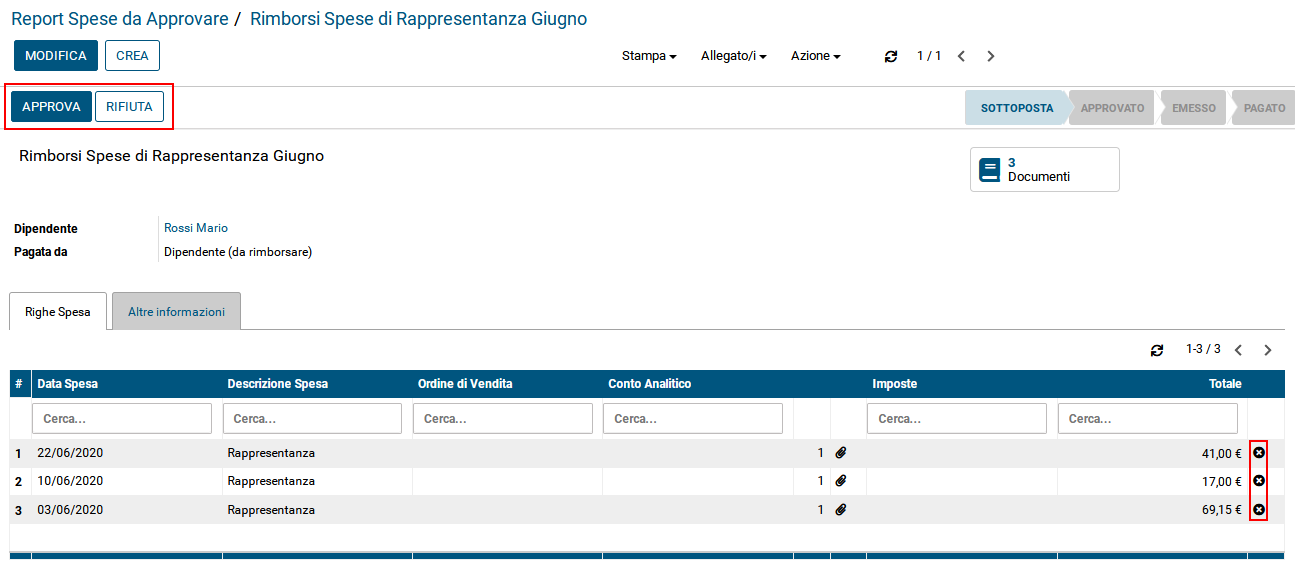 Report Spese da Approvare / Rimborsi Spese di Rappresentanza Giugno
MODIFICA CREA Stampa Allegato/i Azione 1 / 1
APPROVA RIFIUTA SOTTOPOSTA APPROVATO EMESSO PAGATO
Rimborsi Spese di Rappresentanza Giugno
3
Documenti
Dipendente Rossi Mario
Pagata da Dipendente (da rimborsare)
Righe Spesa Altre informazioni
1-3 / 3
# Data Spesa Descrizione Spesa Ordine di Vendita Conto Analitico Imposte Totale
Cerca... Cerca... Cerca... Cerca... Cerca... Cerca...
1 22/06/2020 Rappresentanza 1 41,00 €
2 10/06/2020 Rappresentanza 1 17,00 €
3 03/06/2020 Rappresentanza 1 69,15 €